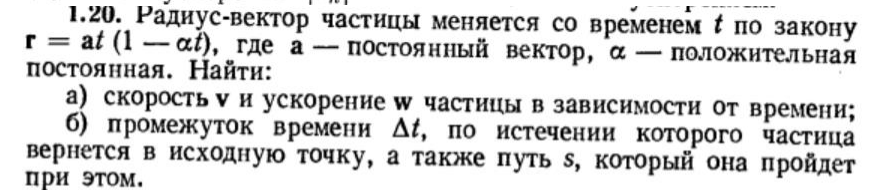 1.20. Радиус-вектор частицы меняется со временем t по закону
r = at (1 — αt), где a — постоянный вектор, α — положительная
постоянная. Найти:
а) скорость v и ускорение w частицы в зависимости от времени;
б) промежуток времени Δt, по истечении которого частица
вернется в исходную точку, а также путь s, который она пройдет
при этом.